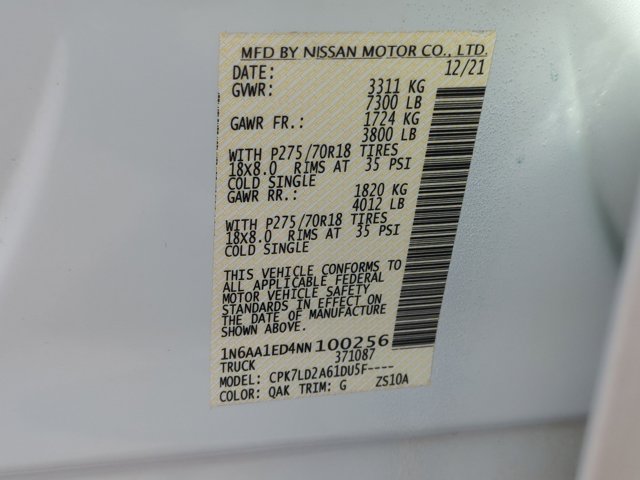 MFD BY NISSAN MOTOR CO., LTD.
DATE: 12/21
GVWR: 3311 KG
7300 LB
GAWR FR.: 1724 KG
3800 LB
WITH P275/70R18 TIRES
18X8.0 RIMS AT 35 PSI
COLD SINGLE
GAWR RR.: 1820 KG
4012 LB
WITH P275/70R18 TIRES
18X8.0 RIMS AT 35 PSI
COLD SINGLE
THIS VEHICLE CONFORMS TO
ALL APPLICABLE FEDERAL
MOTOR VEHICLE SAFETY
STANDARDS IN EFFECT ON
THE DATE OF MANUFACTURE
SHOWN ABOVE.
1N6AA1ED4NN100256
TRUCK 371087
MODEL: CPK7LD2A61DU5F----
COLOR: QAK TRIM: G ZS10A